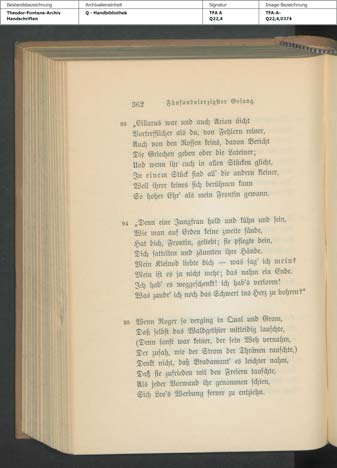 Bestandsbezeichnung
Archivalieneinheit
Signatur
Image-Bezeichnung
Theodor-Fontane-Archiv
Handschriften
Q - Handbibliothek
TFA A
Q22,4
TFA-A-
Q22,4,0374
362 Fünfundvierzigster Gesang.
93 „Cillarus war und auch Arion nicht
Vortrefflicher als du, von Fehlern reiner,
Auch von den Rossen keins, davon Bericht
Die Griechen geben oder die Lateiner;
Und wenn ihr euch in allen Stücken glicht,
In einem Stück sind all' die andern kleiner,
Weil ihrer keines sich berühmen kann
So hoher Ehr' als mein Frontin gewann.
94 „Denn eine Jungfrau hold und kühn und fein,
Wie man auf Erden keine zweite fände,
Hat dich, Frontin, geliebt; sie pflegte dein,
Dich sattelten und zäumten ihre Hände.
Mein Kleinod liebte dich — was sag' ich mein?
Mein ist es ja nicht mehr; das nahm ein Ende.
Ich hab' es weggeschenkt! ich hab's verloren!
Was zaudr' ich noch das Schwert ins Herz zu bohren?"
95 Wenn Roger so verging in Qual und Gram,
Daß selbst das Waldgethier mitleidig lauschte,
(Denn sonst war keiner, der sein Weh vernahm,
Der zusah, wie der Strom der Thränen rauschte,)
Denkt nicht, daß Bradamant' es leichter nahm,
Daß sie zufrieden mit den Freiern tauschte,
Als jeder Vorwand ihr genommen schien,
Sich Leo's Werbung ferner zu entziehn.